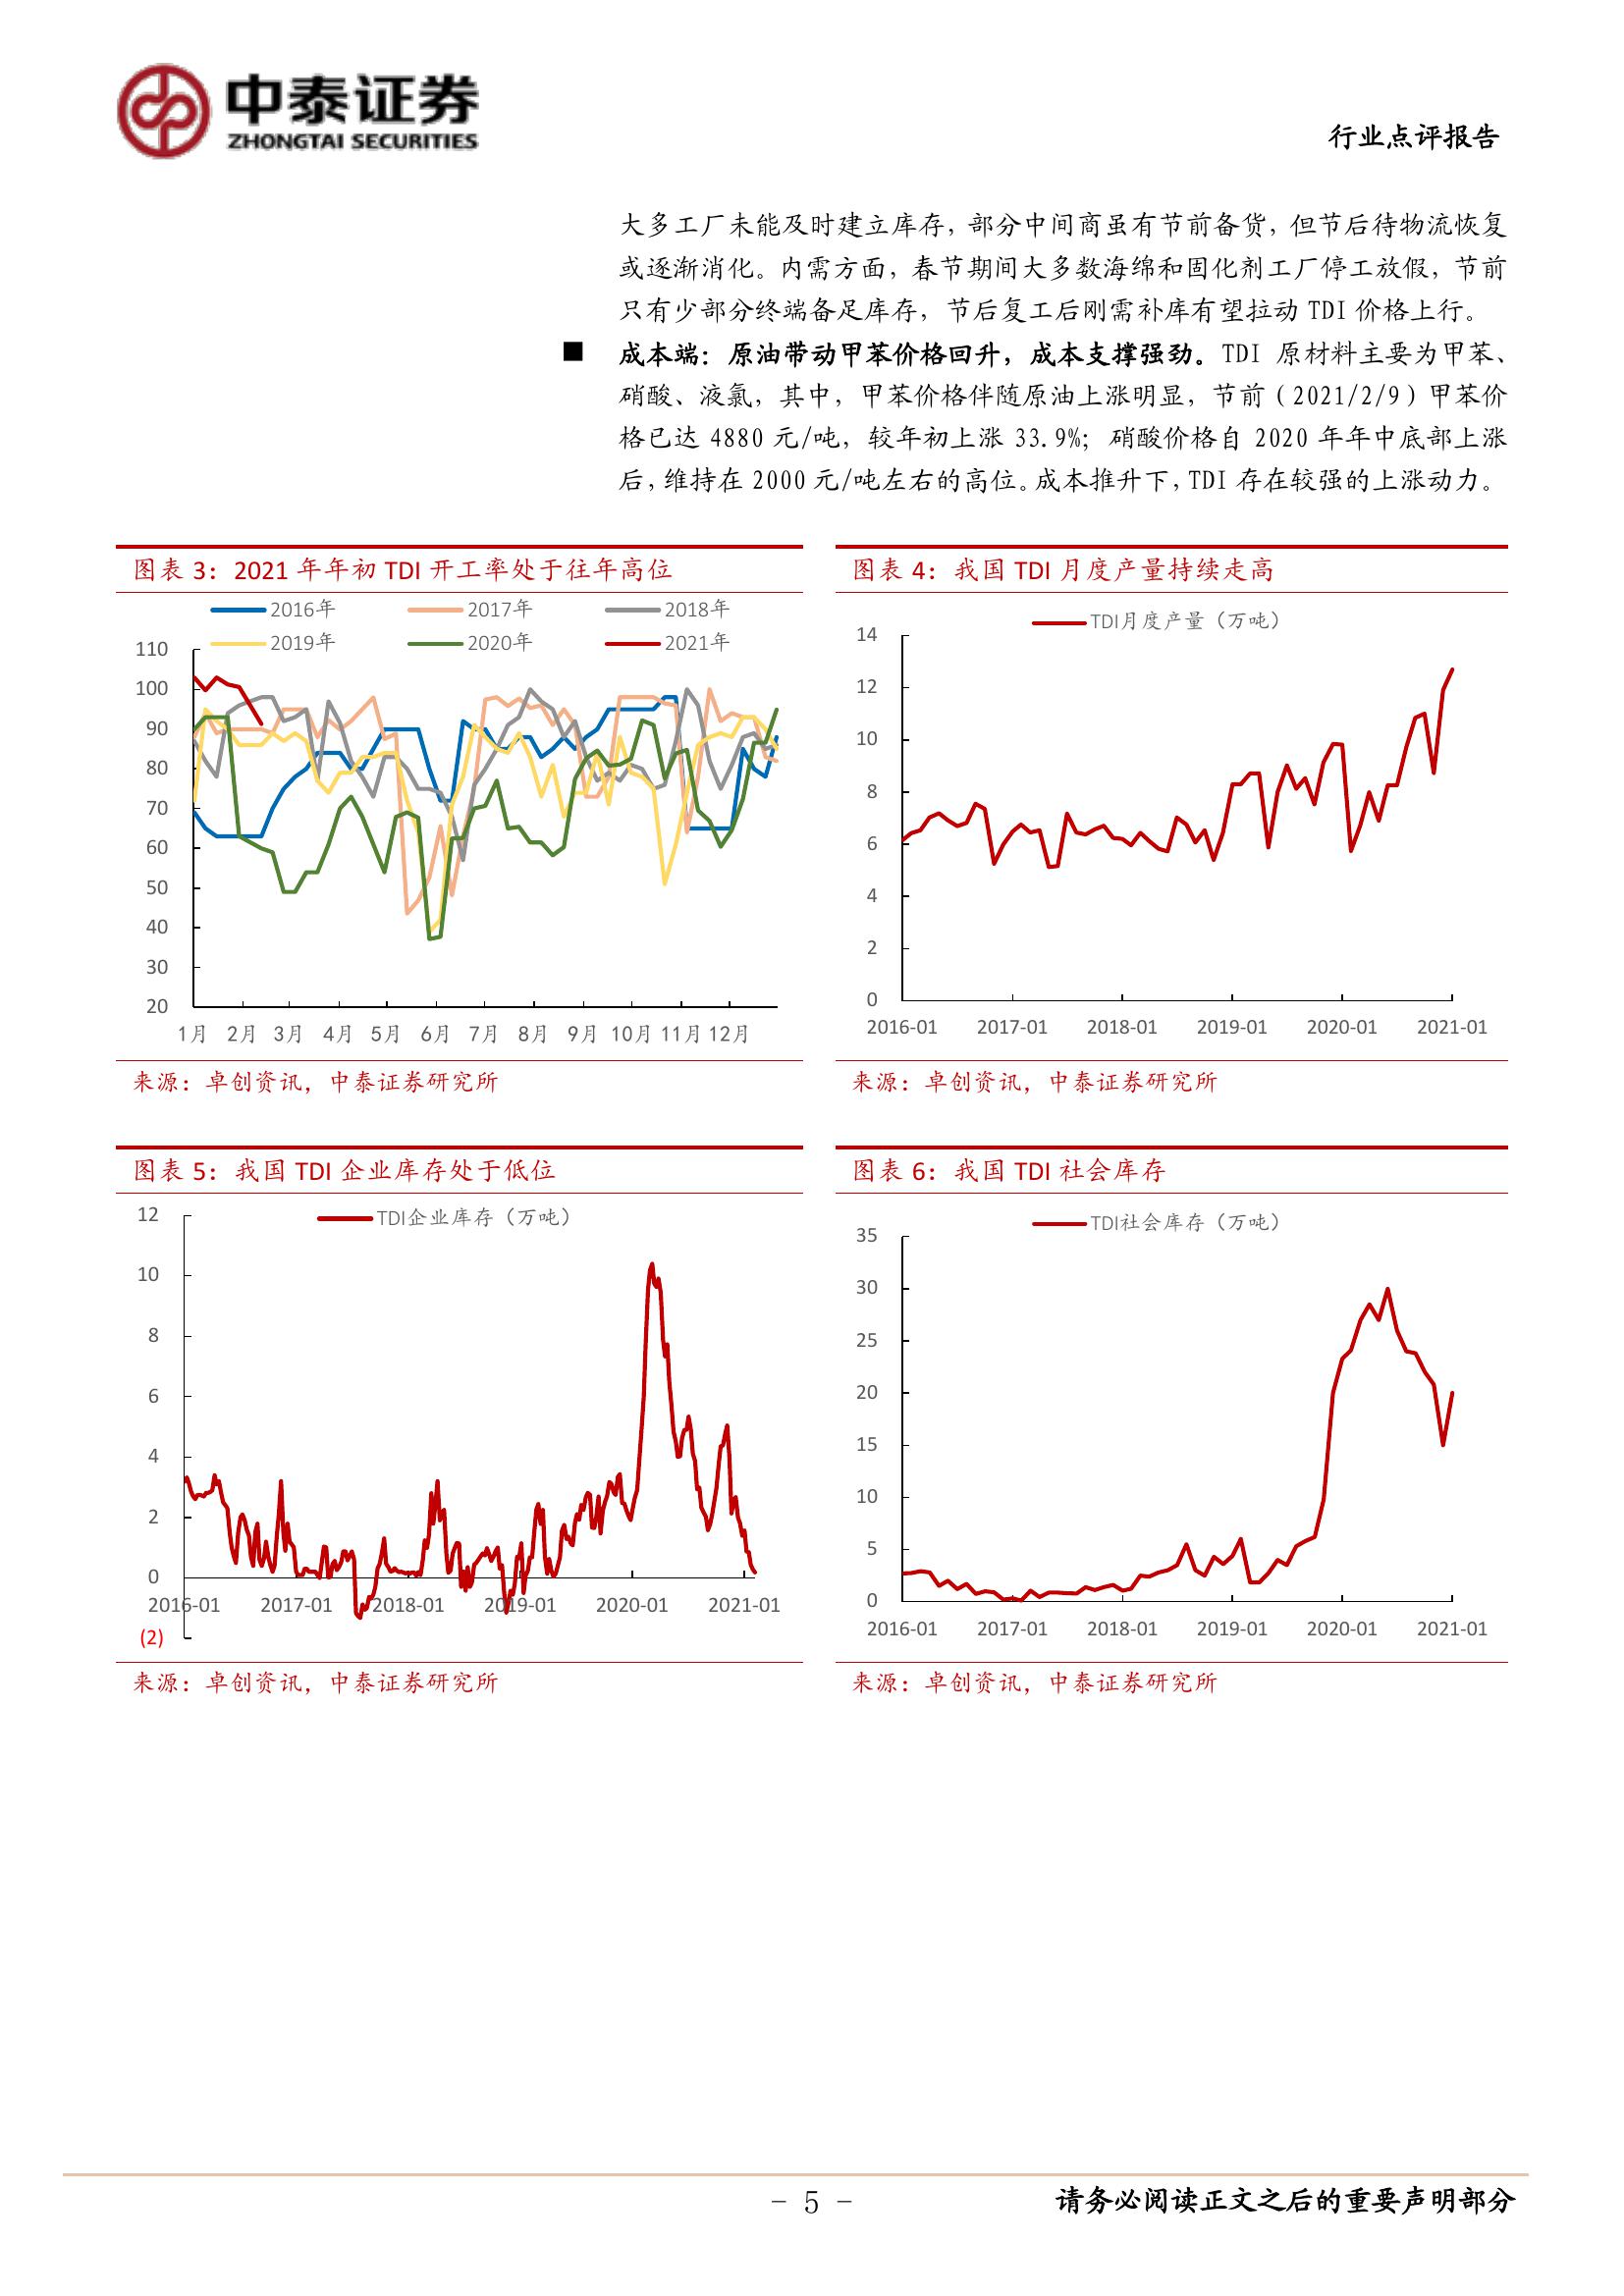 中泰证券
ZHONGTAI SECURITIES
行业点评报告
大多工厂未能及时建立库存，部分中间商虽有节前备货，但节后待物流恢复
或逐渐消化。内需方面，春节期间大多数海绵和固化剂工厂停工放假，节前
只有少部分终端备足库存，节后复工后刚需补库有望拉动 TDI 价格上行。
■ 成本端：原油带动甲苯价格回升，成本支撑强劲。TDI 原材料主要为甲苯、
硝酸、液氯，其中，甲苯价格伴随原油上涨明显，节前（2021/2/9）甲苯价
格已达 4880 元/吨，较年初上涨 33.9%；硝酸价格自 2020 年年中底部上涨
后，维持在 2000 元/吨左右的高位。成本推升下，TDI 存在较强的上涨动力。
图表 3：2021 年年初 TDI 开工率处于往年高位
2016年 2017年 2018年
2019年 2020年 2021年
110
100
90
80
70
60
50
40
30
20
1月 2月 3月 4月 5月 6月 7月 8月 9月 10月 11月 12月
来源：卓创资讯，中泰证券研究所
图表 4：我国 TDI 月度产量持续走高
TDI月度产量（万吨）
14
12
10
8
6
4
2
0
2016-01 2017-01 2018-01 2019-01 2020-01 2021-01
来源：卓创资讯，中泰证券研究所
图表 5：我国 TDI 企业库存处于低位
TDI企业库存（万吨）
12
10
8
6
4
2
0
2016-01 2017-01 2018-01 2019-01 2020-01 2021-01
(2)
来源：卓创资讯，中泰证券研究所
图表 6：我国 TDI 社会库存
TDI社会库存（万吨）
35
30
25
20
15
10
5
0
2016-01 2017-01 2018-01 2019-01 2020-01 2021-01
来源：卓创资讯，中泰证券研究所
- 5 -
请务必阅读正文之后的重要声明部分